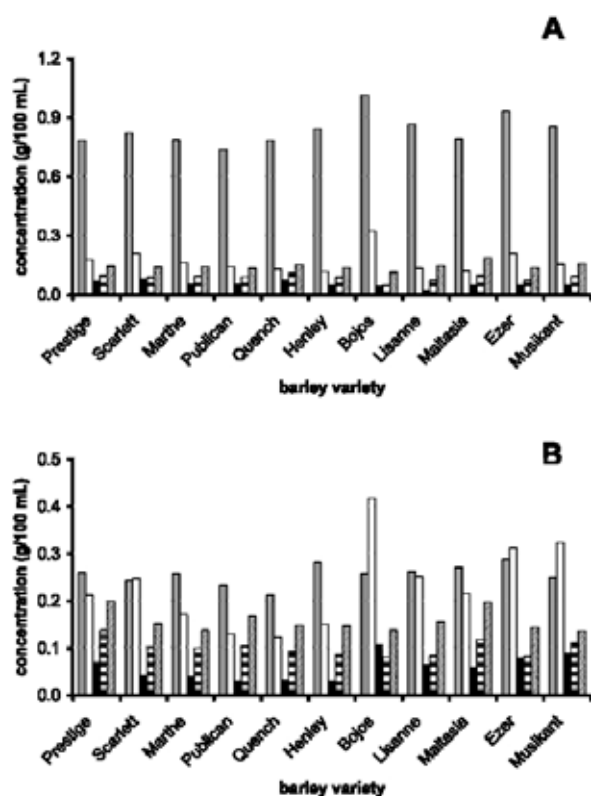 A
concentration (g/100 mL)
1.2
0.9
0.6
0.3
0.0
Prestige
Scarlett
Marthe
Publican
Quench
Henley
Bojos
Lisanne
Maltasia
Ezer
Musikant
barley variety
B
concentration (g/100 mL)
0.5
0.4
0.3
0.2
0.1
0.0
Prestige
Scarlett
Marthe
Publican
Quench
Henley
Bojos
Lisanne
Maltasia
Ezer
Musikant
barley variety